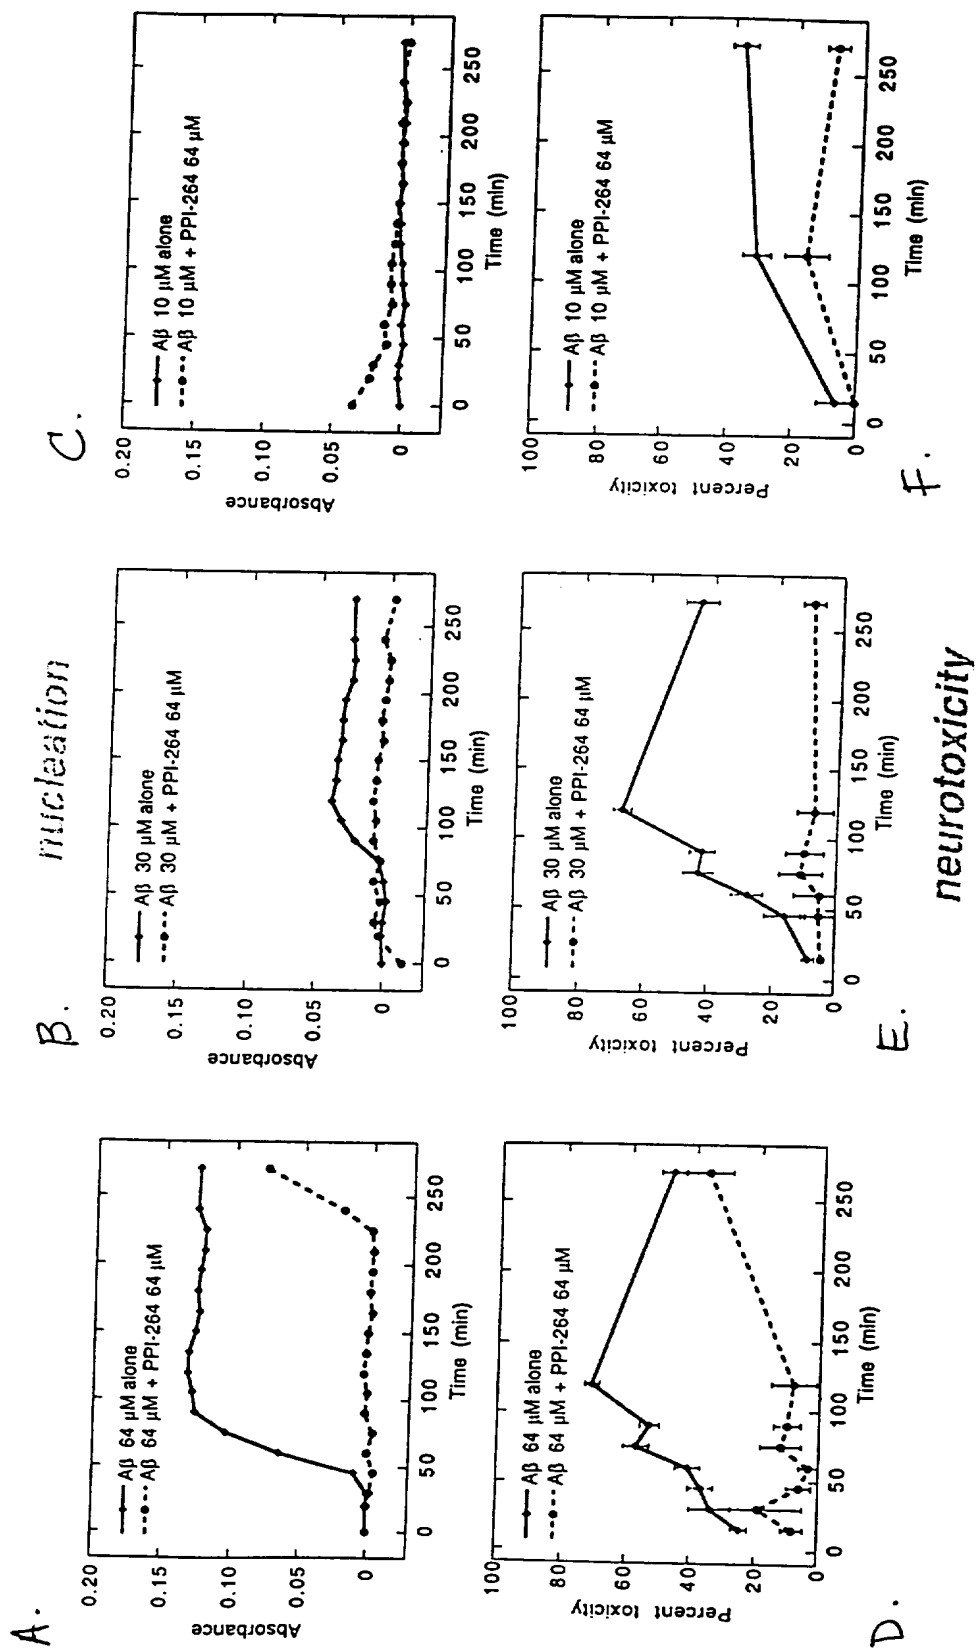 nucleation
A.
0.20
0.15
0.10
0.05
0
Absorbance
Aβ 64 μM alone
Aβ 64 μM + PPI-264 64 μM
0 50 100 150 200 250
Time (min)
B.
0.20
0.15
0.10
0.05
0
Absorbance
Aβ 30 μM alone
Aβ 30 μM + PPI-264 64 μM
0 50 100 150 200 250
Time (min)
C.
0.20
0.15
0.10
0.05
0
Absorbance
Aβ 10 μM alone
Aβ 10 μM + PPI-264 64 μM
0 50 100 150 200 250
Time (min)
D.
100
80
60
40
20
0
Percent toxicity
Aβ 64 μM alone
Aβ 64 μM + PPI-264 64 μM
0 50 100 150 200 250
Time (min)
E.
100
80
60
40
20
0
Percent toxicity
Aβ 30 μM alone
Aβ 30 μM + PPI-264 64 μM
0 50 100 150 200 250
Time (min)
F.
100
80
60
40
20
0
Percent toxicity
Aβ 10 μM alone
Aβ 10 μM + PPI-264 64 μM
0 50 100 150 200 250
Time (min)
neurotoxicity